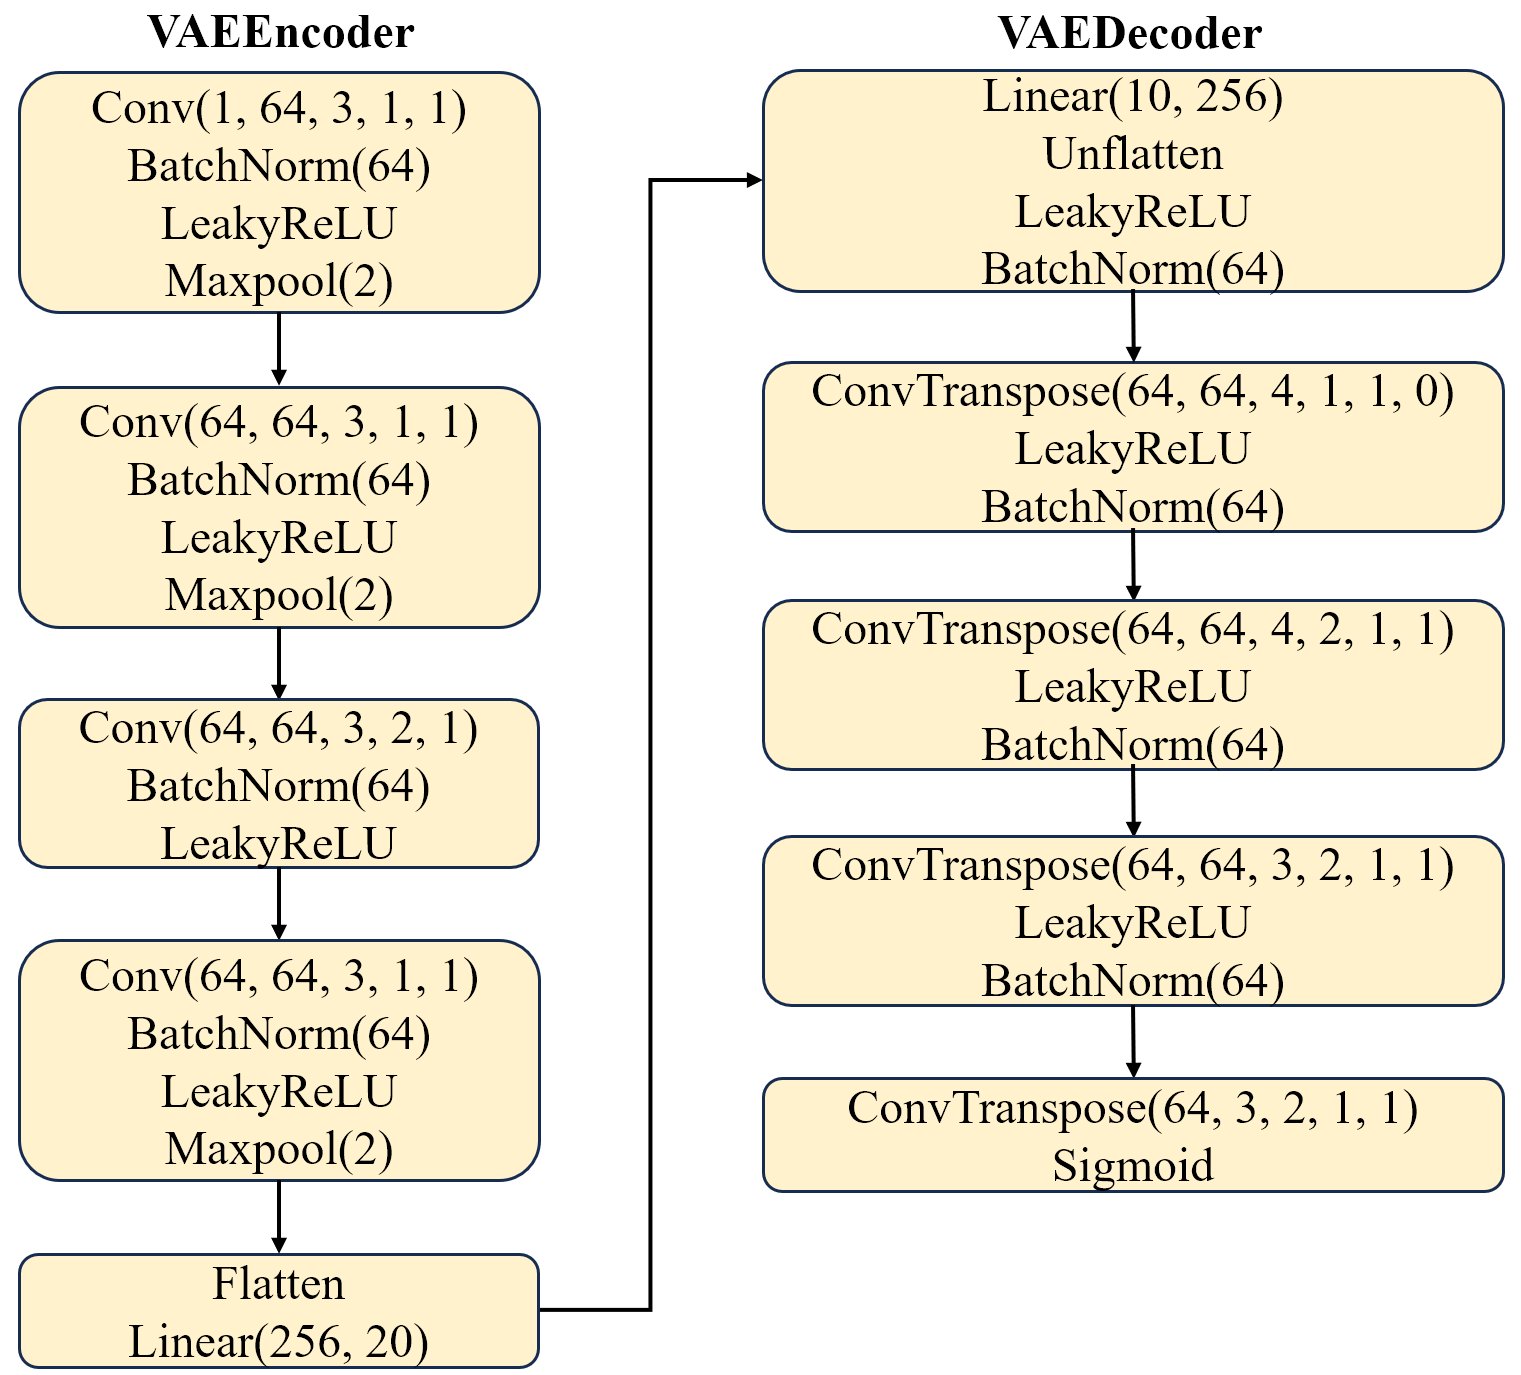 VAEEncoder
Conv(1, 64, 3, 1, 1)
BatchNorm(64)
LeakyReLU
Maxpool(2)
Conv(64, 64, 3, 1, 1)
BatchNorm(64)
LeakyReLU
Maxpool(2)
Conv(64, 64, 3, 2, 1)
BatchNorm(64)
LeakyReLU
Conv(64, 64, 3, 1, 1)
BatchNorm(64)
LeakyReLU
Maxpool(2)
Flatten
Linear(256, 20)
VAEDecoder
Linear(10, 256)
Unflatten
LeakyReLU
BatchNorm(64)
ConvTranspose(64, 64, 4, 1, 1, 0)
LeakyReLU
BatchNorm(64)
ConvTranspose(64, 64, 4, 2, 1, 1)
LeakyReLU
BatchNorm(64)
ConvTranspose(64, 64, 3, 2, 1, 1)
LeakyReLU
BatchNorm(64)
ConvTranspose(64, 3, 2, 1, 1)
Sigmoid